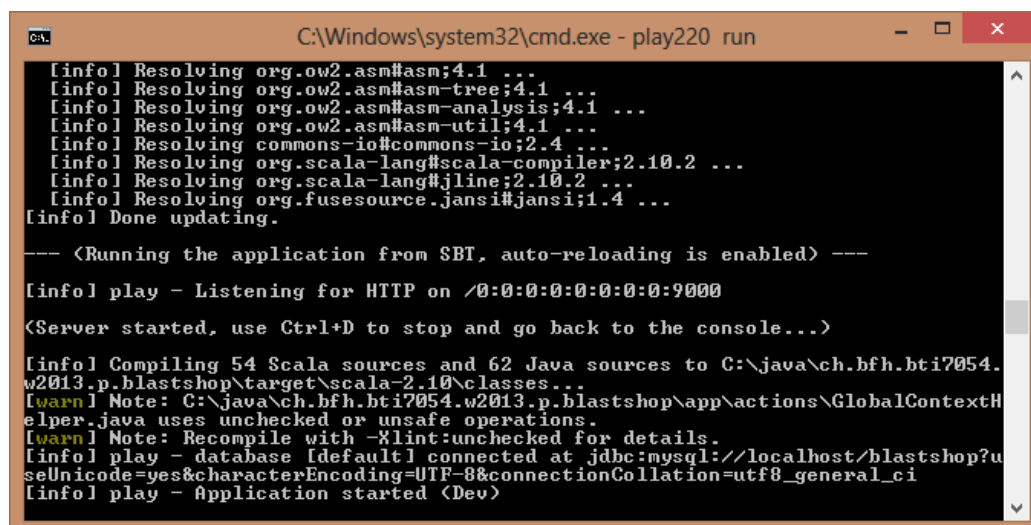 C:\Windows\system32\cmd.exe - play220 run
[info] Resolving org.ow2.asm#asm;4.1 ...
[info] Resolving org.ow2.asm#asm-tree;4.1 ...
[info] Resolving org.ow2.asm#asm-analysis;4.1 ...
[info] Resolving org.ow2.asm#asm-util;4.1 ...
[info] Resolving commons-io#commons-io;2.4 ...
[info] Resolving org.scala-lang#scala-compiler;2.10.2 ...
[info] Resolving org.scala-lang#jline;2.10.2 ...
[info] Resolving org.fusesource.jansi#jansi;1.4 ...
[info] Done updating.
--- (Running the application from SBT, auto-reloading is enabled) ---
[info] play - Listening for HTTP on /0:0:0:0:0:0:0:0:9000
(Server started, use Ctrl+D to stop and go back to the console...)
[info] Compiling 54 Scala sources and 62 Java sources to C:\java\ch.bfh.bti7054.
w2013.p.blastshop\target\scala-2.10\classes...
[warn] Note: C:\java\ch.bfh.bti7054.w2013.p.blastshop\app\actions\GlobalContextH
elper.java uses unchecked or unsafe operations.
[warn] Note: Recompile with -Xlint:unchecked for details.
[info] play - database [default] connected at jdbc:mysql://localhost/blastshop?u
seUnicode=yes&characterEncoding=UTF-8&connectionCollation=utf8_general_ci
[info] play - Application started (Dev)